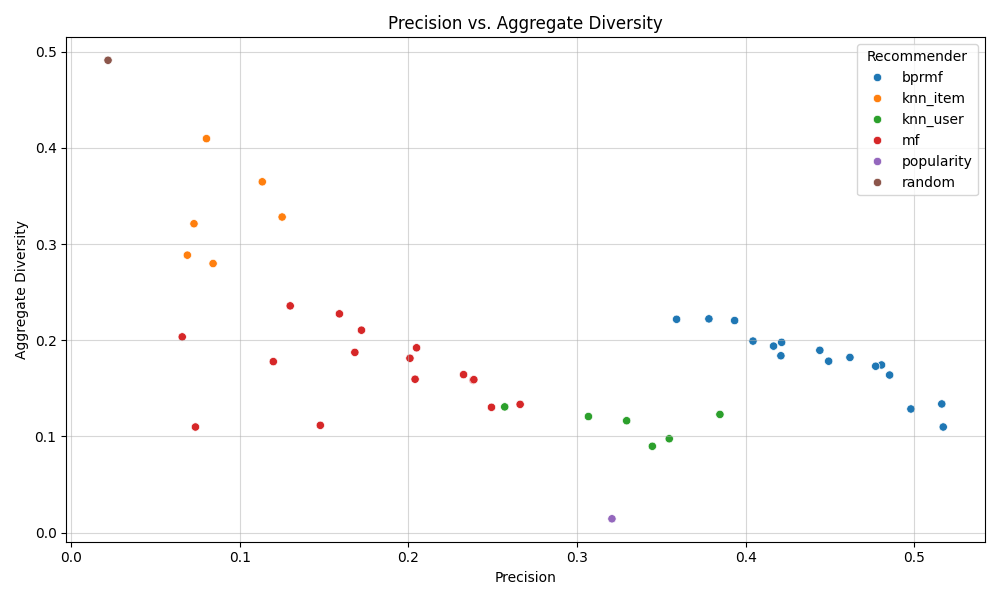 Precision vs. Aggregate Diversity
Recommender
bprmf
knn_item
knn_user
mf
popularity
random
Aggregate Diversity
0.5
0.4
0.3
0.2
0.1
0.0
0.0 0.1 0.2 0.3 0.4 0.5
Precision